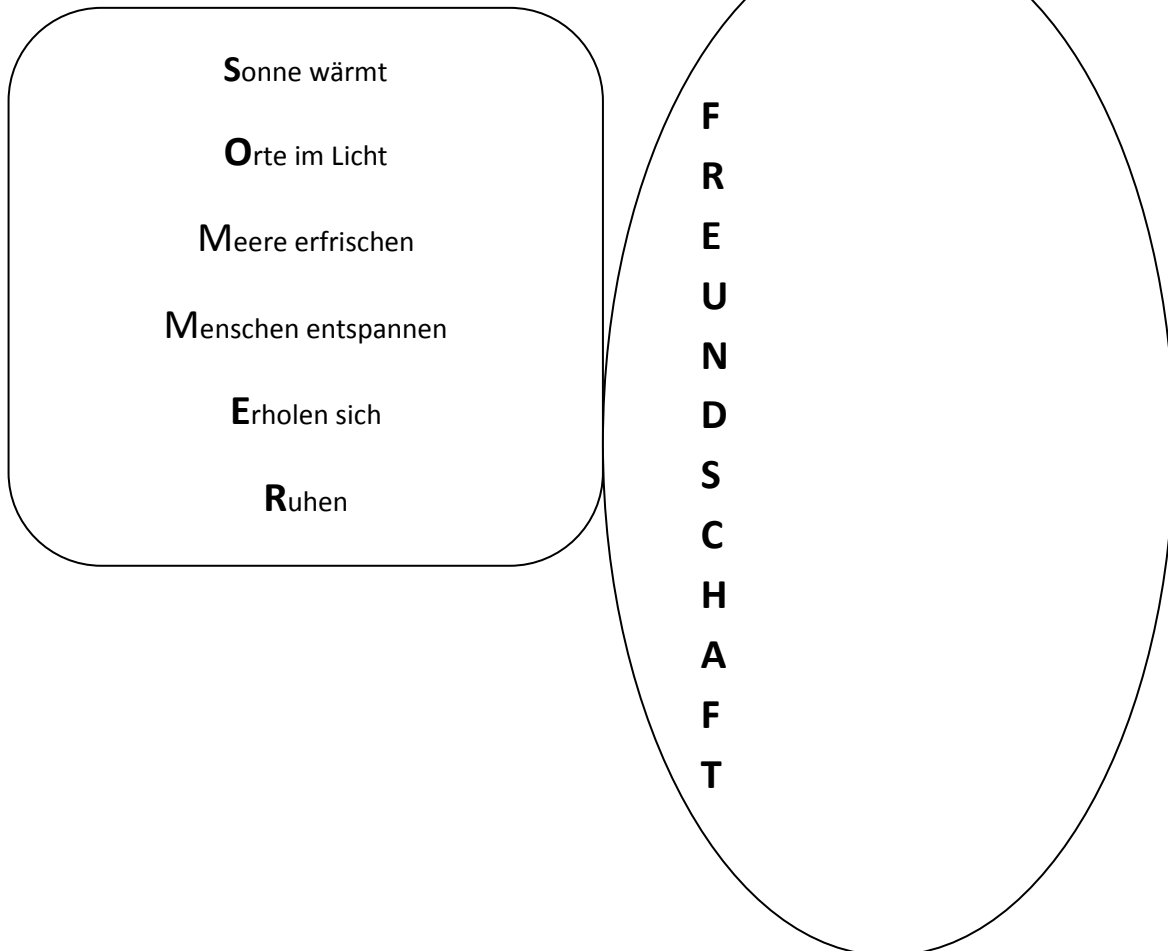 Sonne wärmt
Orte im Licht
Meere erfrischen
Menschen entspannen
Erholen sich
Ruhen
F
R
E
U
N
D
S
C
H
A
F
T